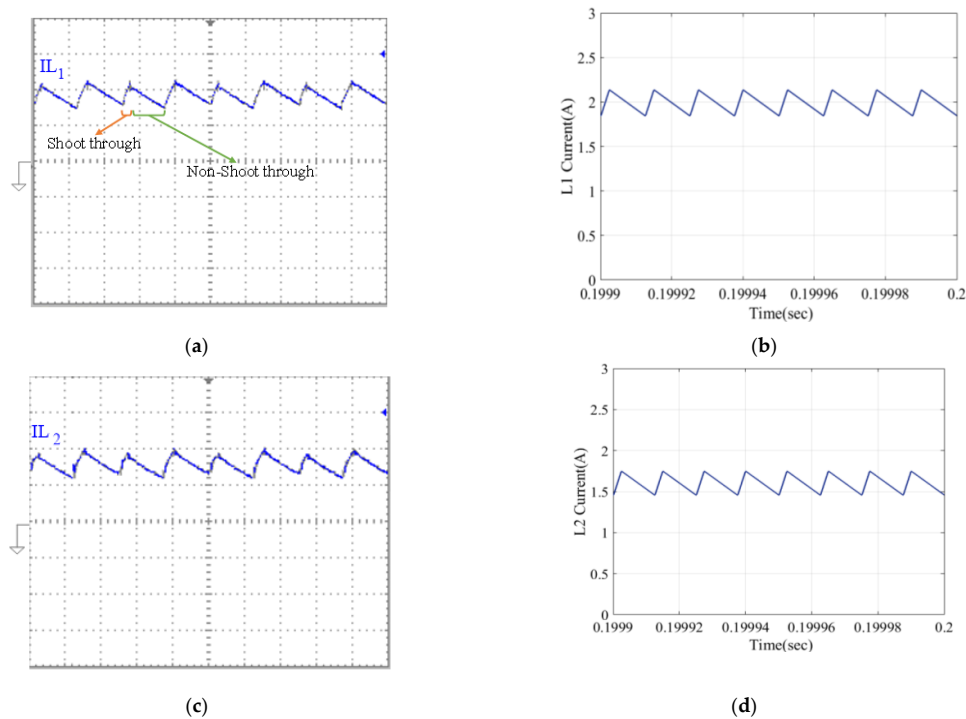 IL1
Shoot through
Non-Shoot through
(a)
3
2.5
2
1.5
1
0.5
0
L1 Current(A)
0.1999
0.19992
0.19994
0.19996
0.19998
0.2
Time(sec)
(b)
IL 2
(c)
3
2.5
2
1.5
1
0.5
0
L2 Current(A)
0.1999
0.19992
0.19994
0.19996
0.19998
0.2
Time(sec)
(d)